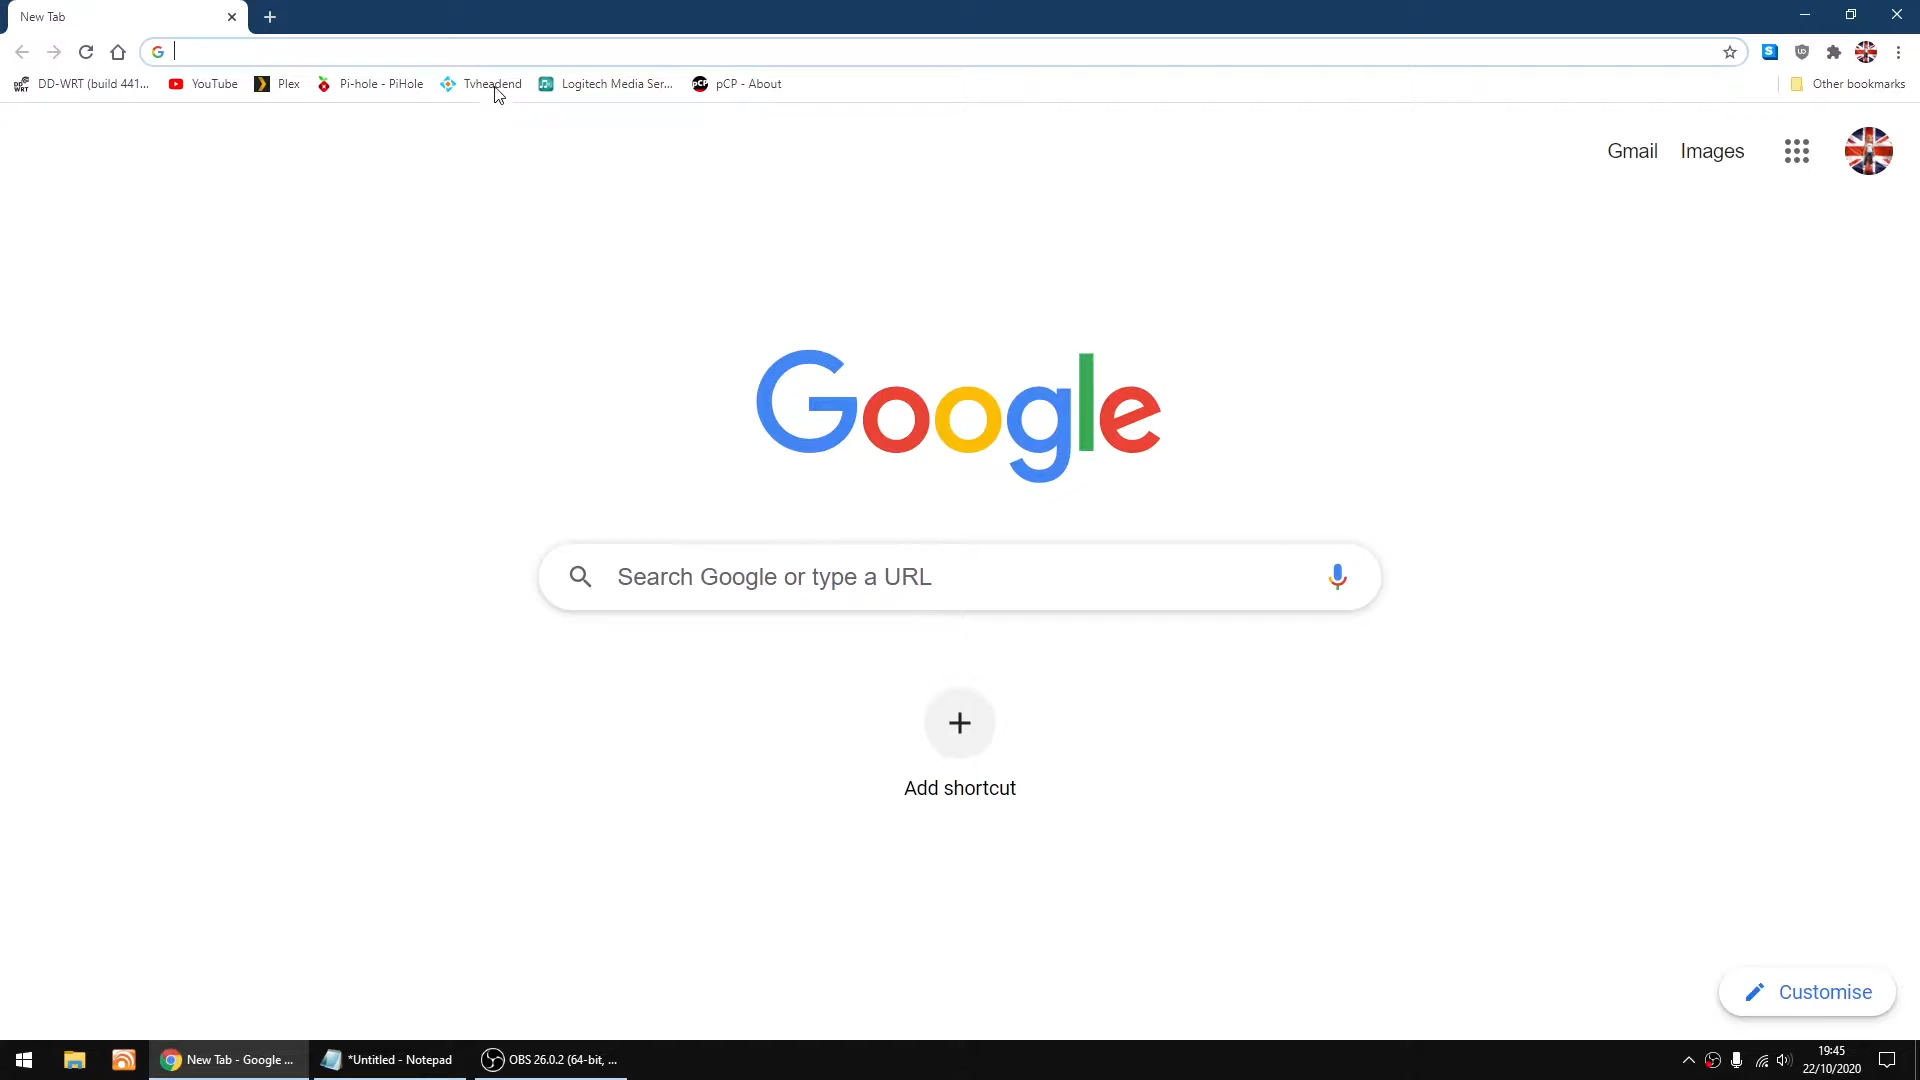 New Tab
DD-WRT (build 441...
YouTube
Plex
Pi-hole - PiHole
Tvheadend
Logitech Media Ser...
pCP - About
Other bookmarks
Gmail
Images
Google
Search Google or type a URL
Add shortcut
Customise
New Tab - Google ...
*Untitled - Notepad
OBS 26.0.2 (64-bit, ...
19:45
22/10/2020